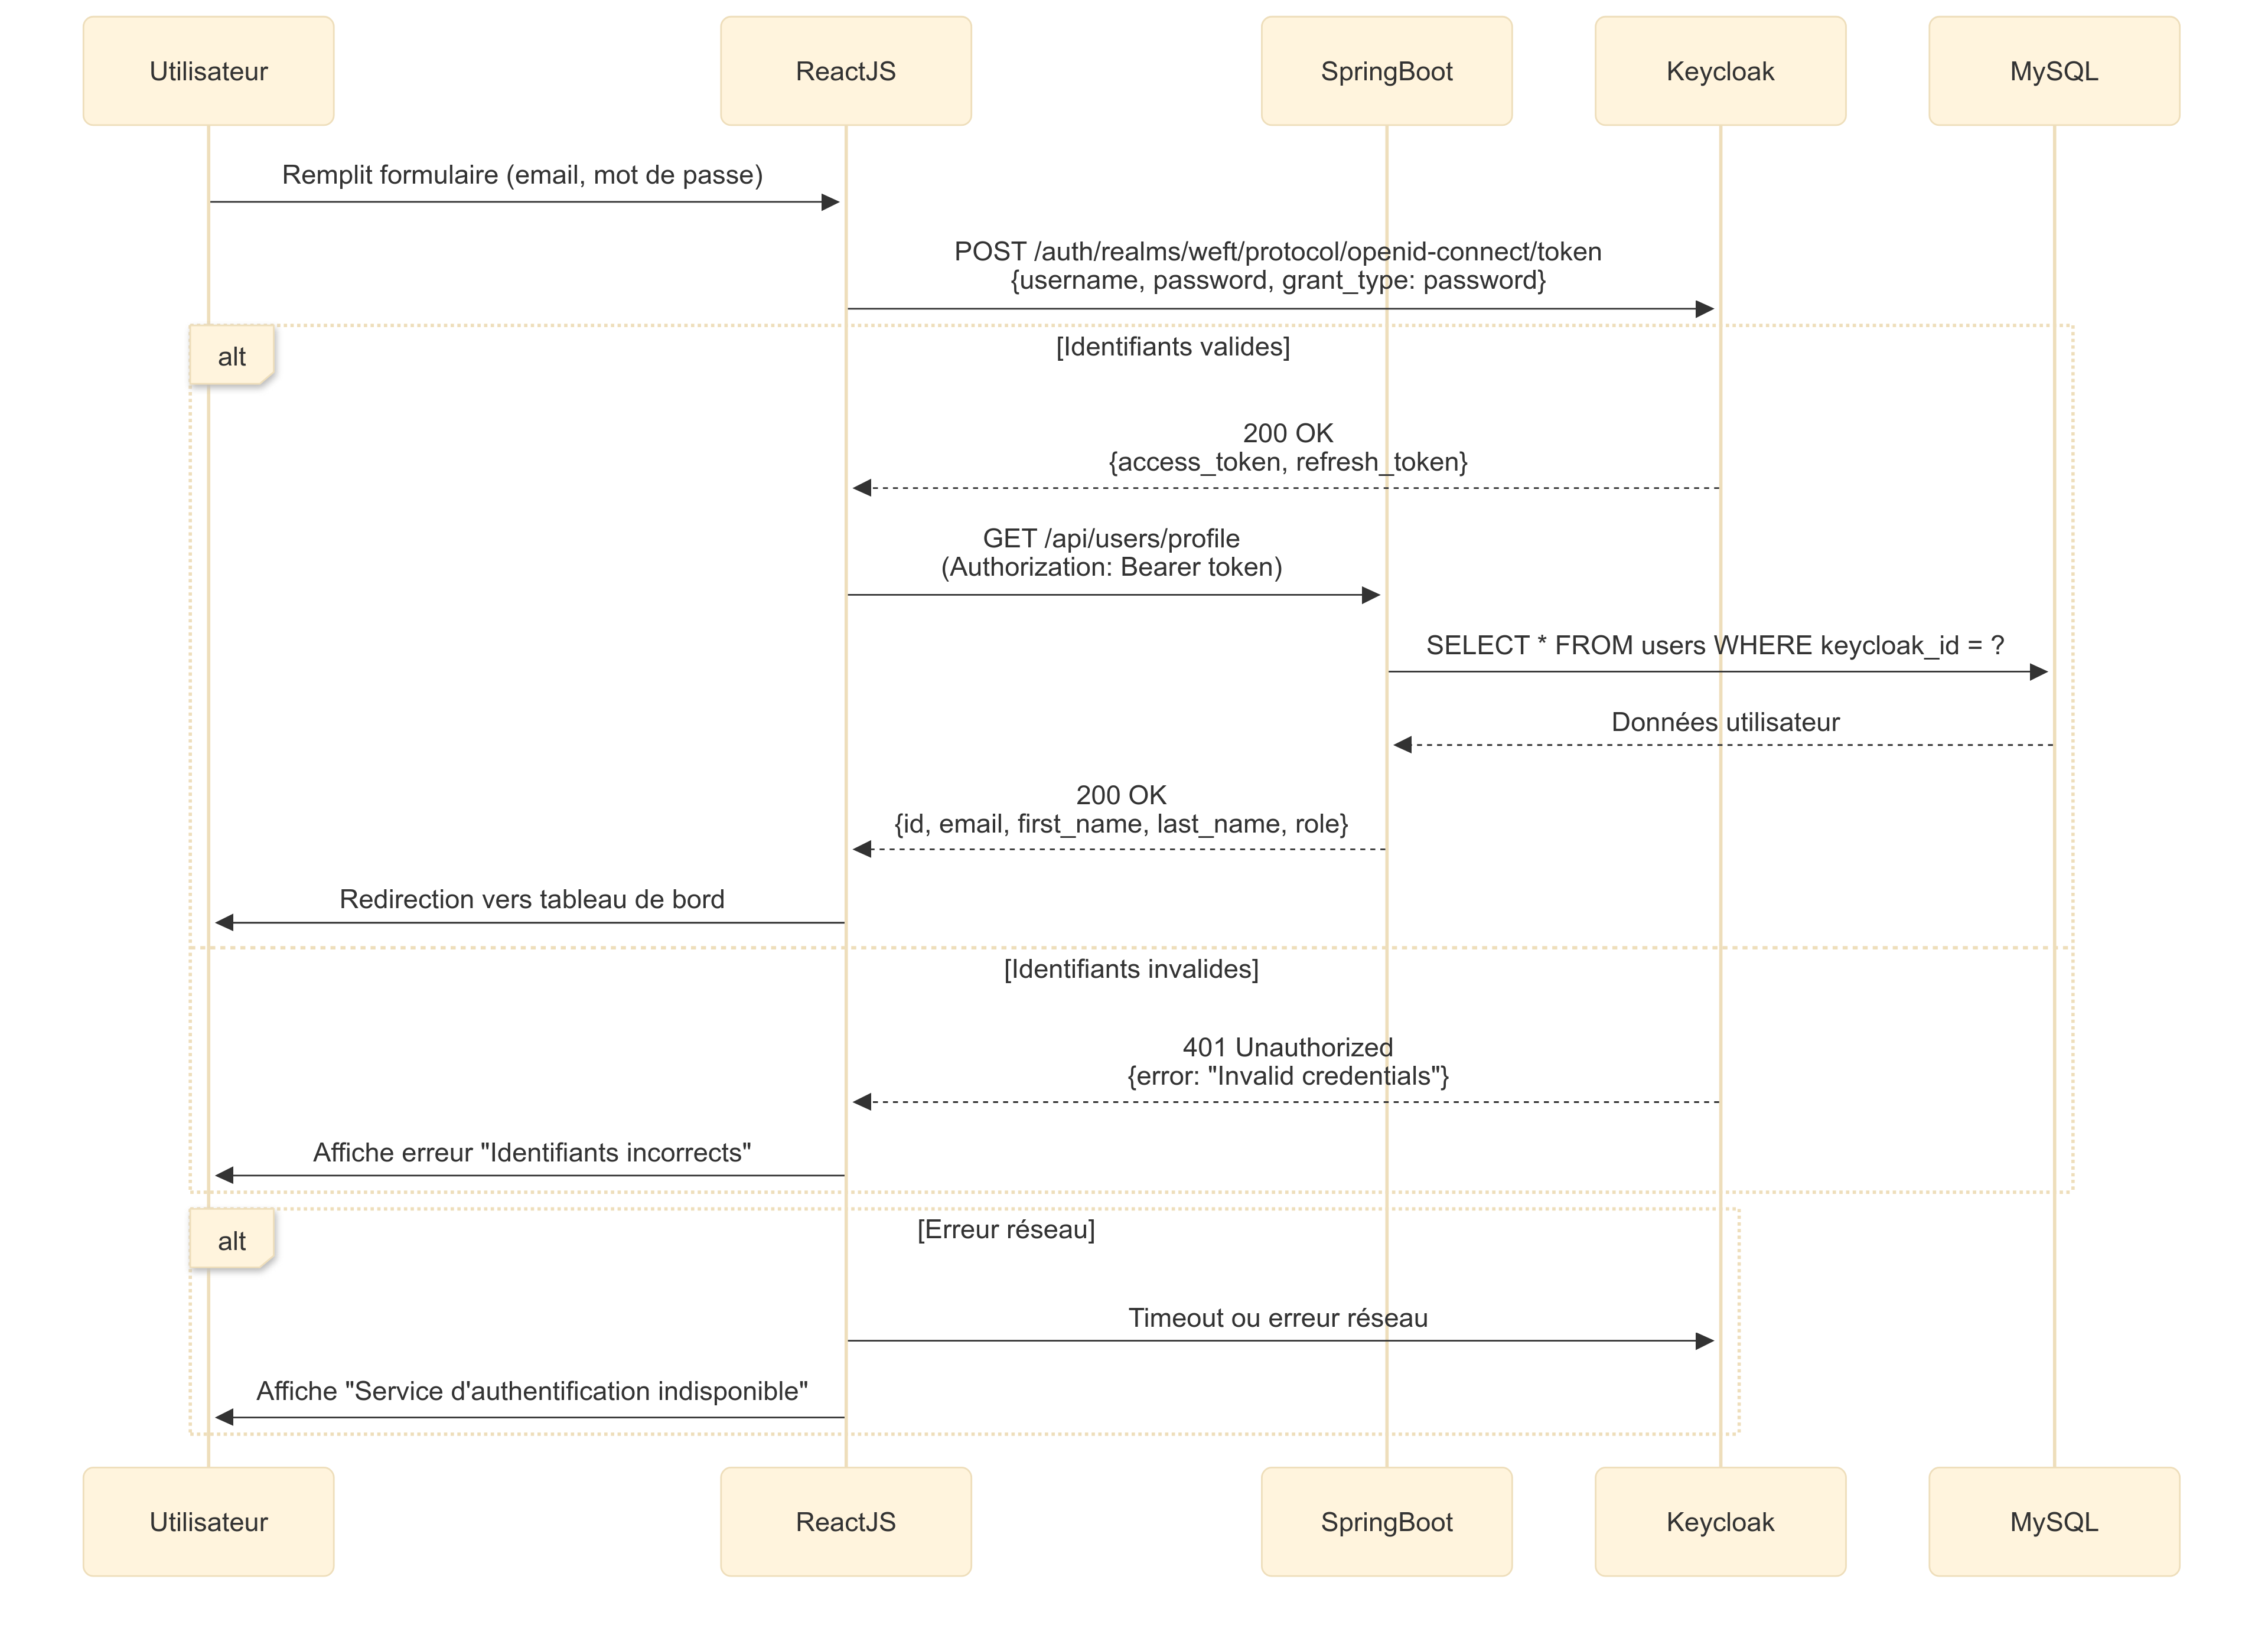 Utilisateur
ReactJS
SpringBoot
Keycloak
MySQL
Remplit formulaire (email, mot de passe)
POST /auth/realms/weft/protocol/openid-connect/token
{username, password, grant_type: password}
alt
[Identifiants valides]
200 OK
{access_token, refresh_token}
GET /api/users/profile
(Authorization: Bearer token)
SELECT * FROM users WHERE keycloak_id = ?
Données utilisateur
200 OK
{id, email, first_name, last_name, role}
Redirection vers tableau de bord
[Identifiants invalides]
401 Unauthorized
{error: "Invalid credentials"}
Affiche erreur "Identifiants incorrects"
alt
[Erreur réseau]
Timeout ou erreur réseau
Affiche "Service d'authentification indisponible"
Utilisateur
ReactJS
SpringBoot
Keycloak
MySQL